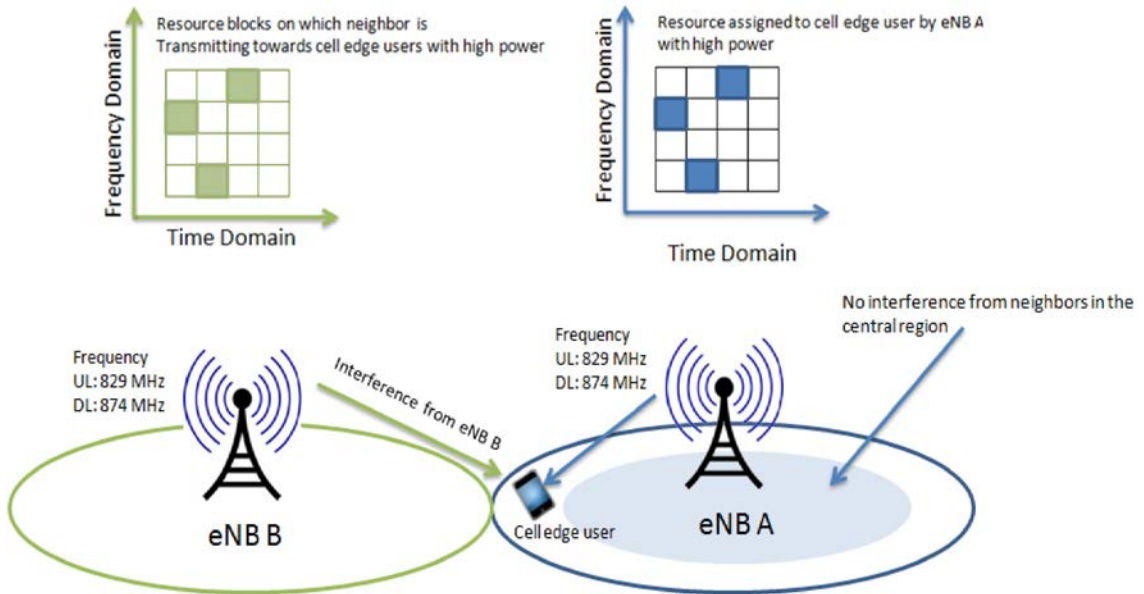 Resource blocks on which neighbor is
Transmitting towards cell edge users with high power
Frequency Domain
Time Domain
Resource assigned to cell edge user by eNB A
with high power
Frequency Domain
Time Domain
No interference from neighbors in the
central region
Frequency
UL: 829 MHz
DL: 874 MHz
Interference from eNB B
Frequency
UL: 829 MHz
DL: 874 MHz
eNB B
Cell edge user
eNB A